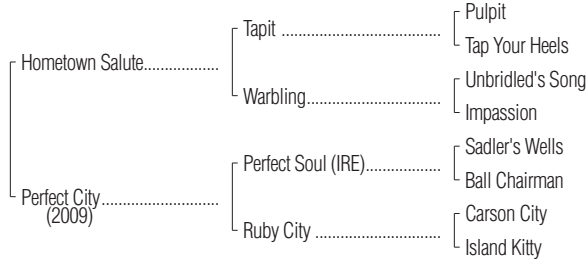 Pulpit
Tapit
Tap Your Heels
Hometown Salute
Unbridled's Song
Warbling
Impassion
Sadler's Wells
Perfect Soul (IRE)
Ball Chairman
Perfect City
(2009)
Carson City
Ruby City
Island Kitty